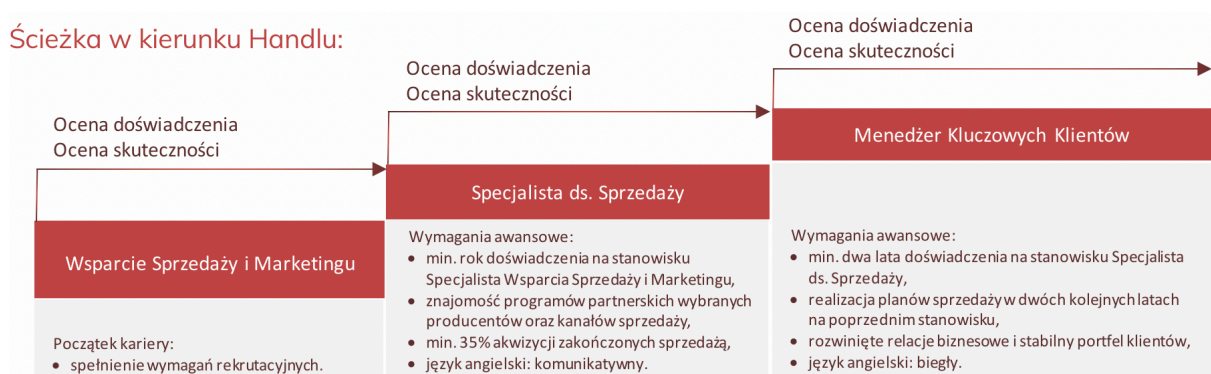 Ścieżka w kierunku Handlu:
Ocena doświadczenia
Ocena skuteczności
Wsparcie Sprzedaży i Marketingu
Początek kariery:
• spełnienie wymagań rekrutacyjnych.
Ocena doświadczenia
Ocena skuteczności
Specjalista ds. Sprzedaży
Wymagania awansowe:
• min. rok doświadczenia na stanowisku
Specjalista Wsparcia Sprzedaży i Marketingu,
• znajomość programów partnerskich wybranych
producentów oraz kanałów sprzedaży,
• min. 35% akwizycji zakończonych sprzedażą,
• język angielski: komunikatywny.
Ocena doświadczenia
Ocena skuteczności
Menedżer Kluczowych Klientów
Wymagania awansowe:
• min. dwa lata doświadczenia na stanowisku Specjalista
ds. Sprzedaży,
• realizacja planów sprzedaży w dwóch kolejnych latach
na poprzednim stanowisku,
• rozwinięte relacje biznesowe i stabilny portfel klientów,
• język angielski: biegły.